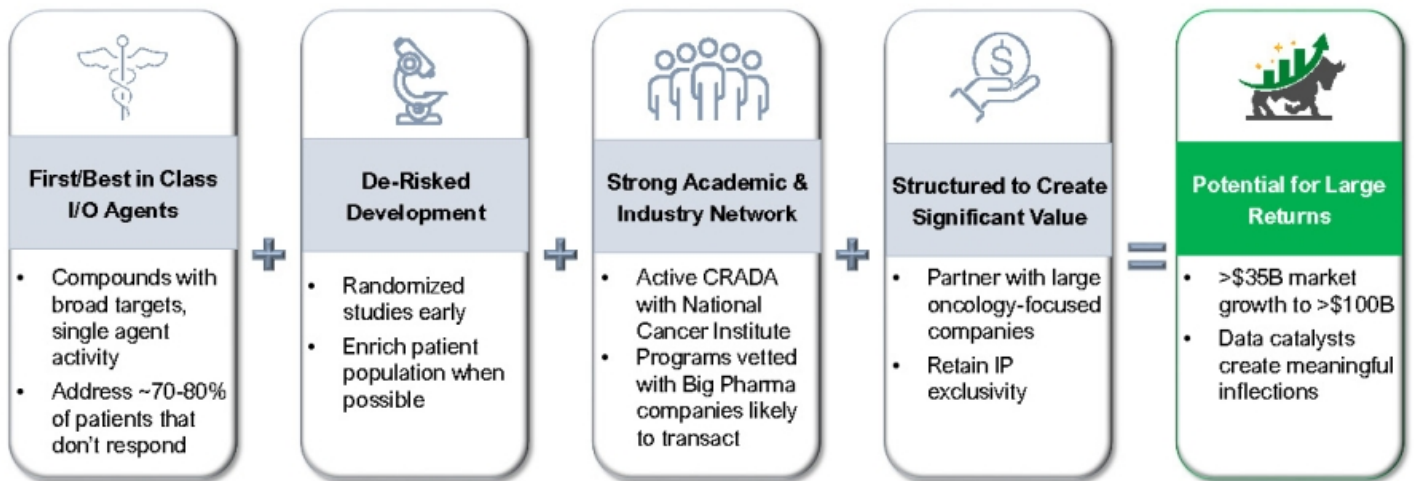 First/Best in Class
I/O Agents
• Compounds with
broad targets,
single agent
activity
• Address ~70-80%
of patients that
don't respond
+
De-Risked
Development
• Randomized
studies early
• Enrich patient
population when
possible
+
Strong Academic &
Industry Network
• Active CRADA
with National
Cancer Institute
• Programs vetted
with Big Pharma
companies likely
to transact
+
$
Structured to Create
Significant Value
• Partner with large
oncology-focused
companies
• Retain IP
exclusivity
=
Potential for Large
Returns
• >$35B market
growth to >$100B
• Data catalysts
create meaningful
inflections